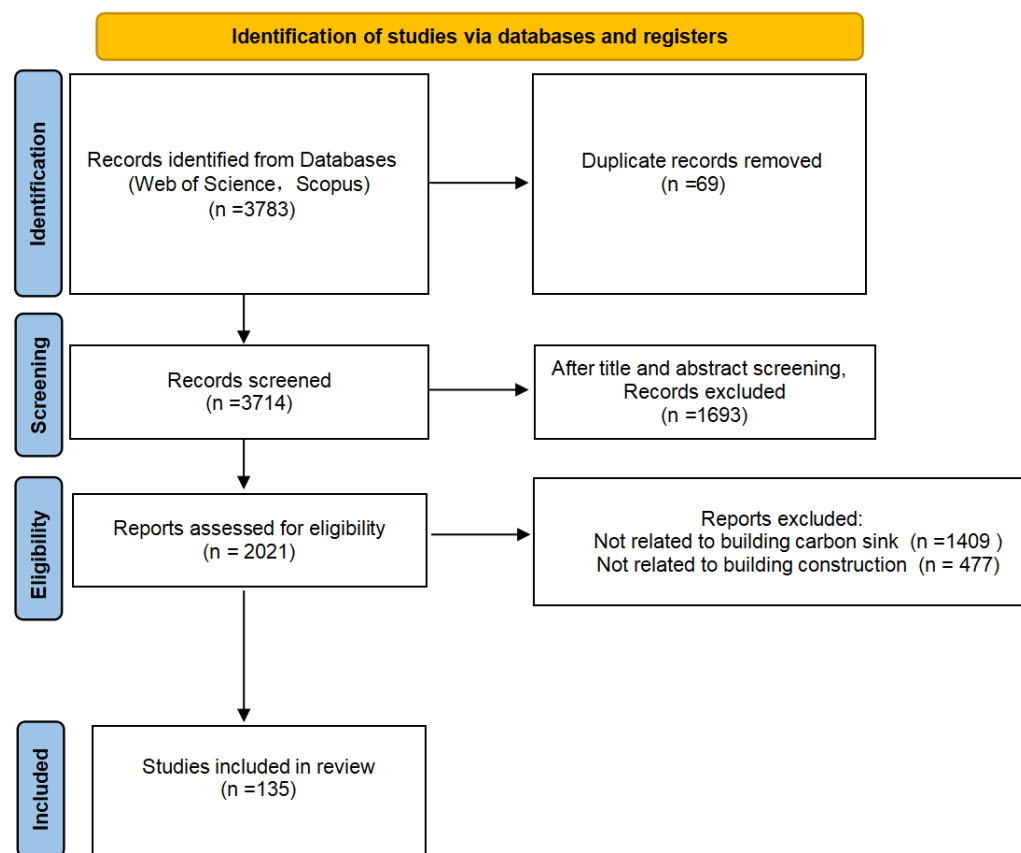 Identification of studies via databases and registers
Identification
Records identified from Databases
(Web of Science，Scopus)
(n =3783)
Duplicate records removed
(n =69)
Screening
Records screened
(n =3714)
After title and abstract screening,
Records excluded
(n =1693)
Eligibility
Reports assessed for eligibility
(n = 2021)
Reports excluded:
Not related to building carbon sink (n =1409 )
Not related to building construction (n = 477)
Included
Studies included in review
(n =135)